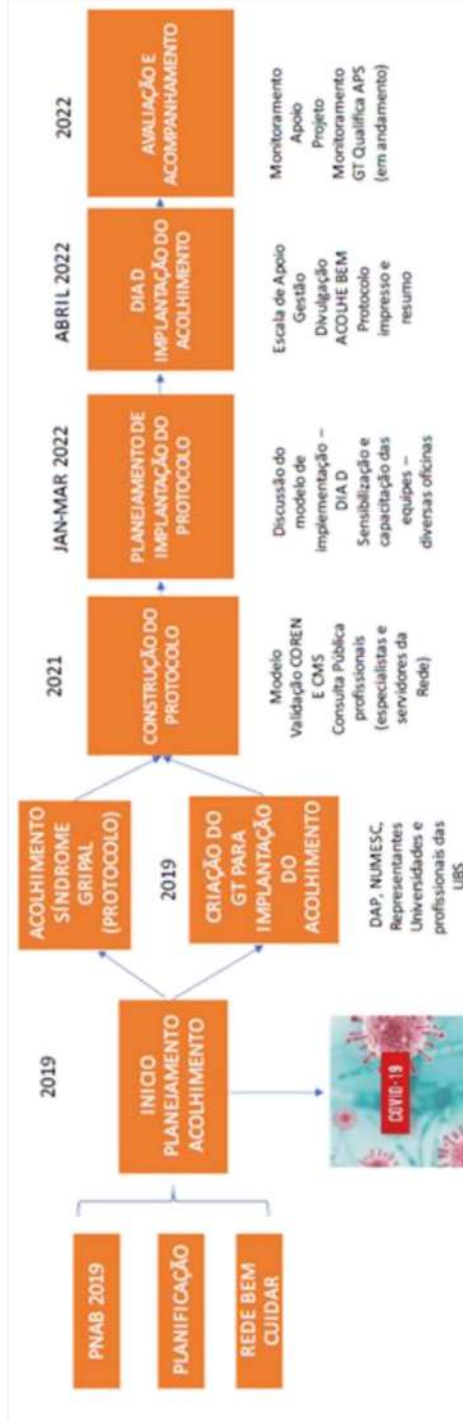 PNAB 2019
PLANIFICAÇÃO
REDE BEM
CUIDAR
2019
INICIO
PLANEJAMENTO
ACOLHIMENTO
COVID-19
ACOLHIMENTO
SÍNDROME
GRIPAL
(PROTOCOLO)
2019
CRIAÇÃO DO
GT PARA
IMPLANTAÇÃO
DO
ACOLHIMENTO
DAP, NUMESC,
Representantes
Universidades e
profissionais das
UBS
2021
CONSTRUÇÃO DO
PROTOCOLO
Modelo
Validação COREN
E CMS
Consulta Pública
profissionais
(especialistas e
servidores da
Rede)
JAN-MAR 2022
PLANEJAMENTO DE
IMPLANTAÇÃO DO
PROTOCOLO
Discussão do
modelo de
implementação –
DIA D
Sensibilização e
capacitação das
equipes –
diversas oficinas
ABRIL 2022
DIA D
IMPLANTAÇÃO DO
ACOLHIMENTO
Escala de Apoio
Gestão
Divulgação
ACOLHE BEM
Protocolo
impresso e
resumo
2022
AVALIAÇÃO E
ACOMPANHAMENTO
Monitoramento
Apoio
Projeto
Monitoramento
GT Qualifica APS
(em andamento)